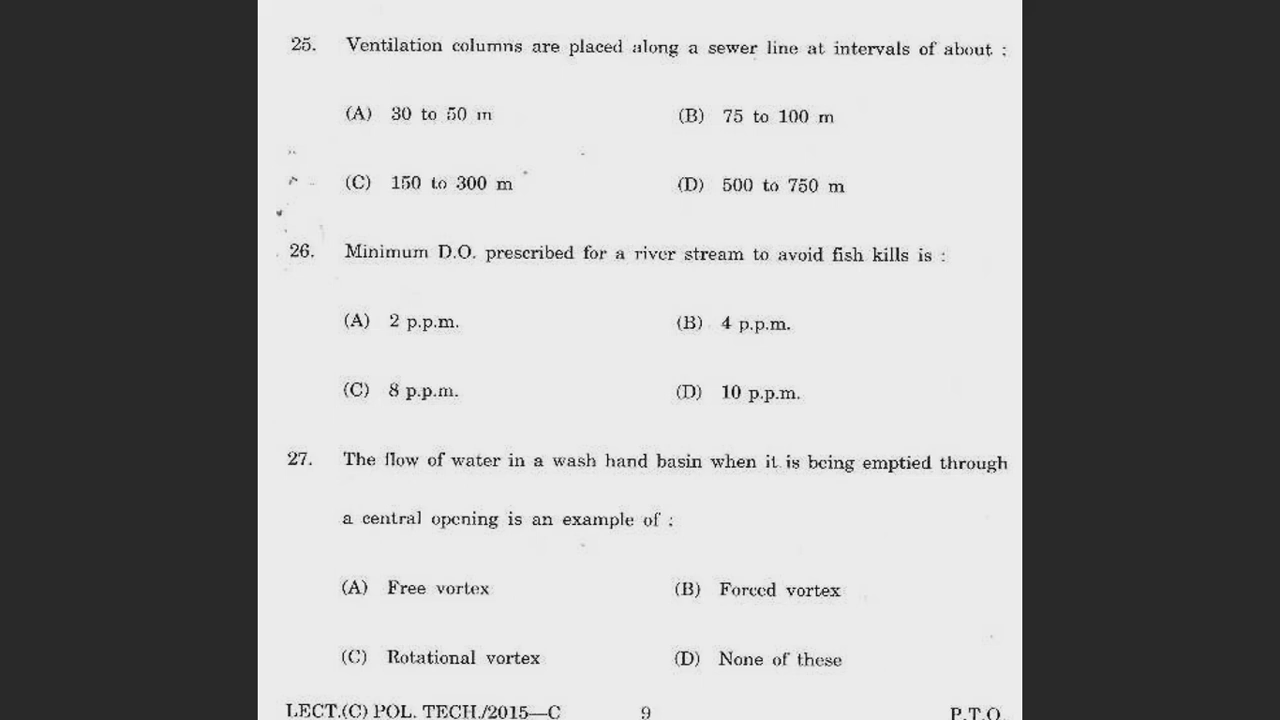 25. Ventilation columns are placed along a sewer line at intervals of about :
(A) 30 to 50 m (B) 75 to 100 m
(C) 150 to 300 m (D) 500 to 750 m
26. Minimum D.O. prescribed for a river stream to avoid fish kills is :
(A) 2 p.p.m. (B) 4 p.p.m.
(C) 8 p.p.m. (D) 10 p.p.m.
27. The flow of water in a wash hand basin when it is being emptied through
a central opening is an example of :
(A) Free vortex (B) Forced vortex
(C) Rotational vortex (D) None of these
LECT.(C) POL. TECH./2015—C 9 P.T.O.